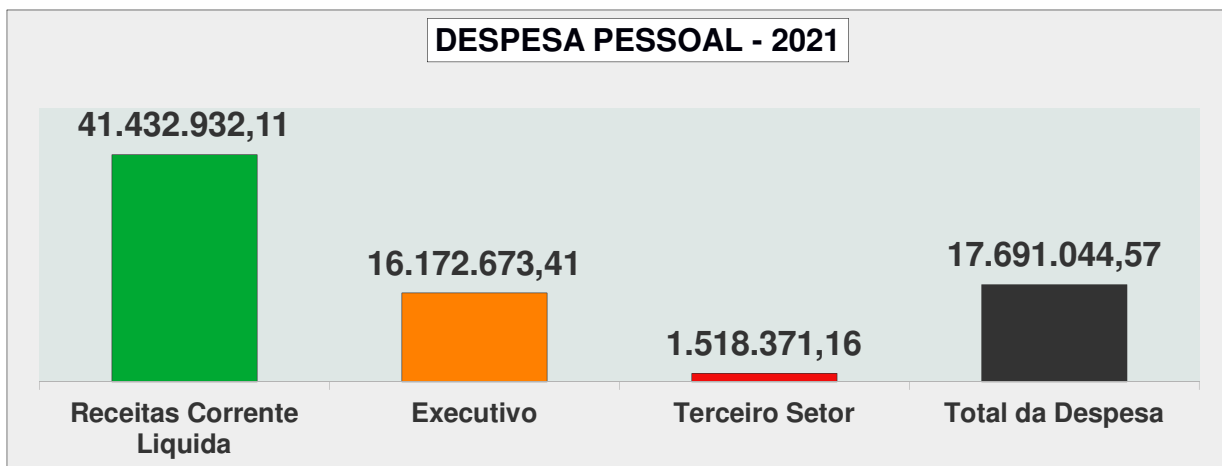 DESPESA PESSOAL - 2021
41.432.932,11
16.172.673,41
1.518.371,16
17.691.044,57
Receitas Corrente
Liquida
Executivo
Terceiro Setor
Total da Despesa